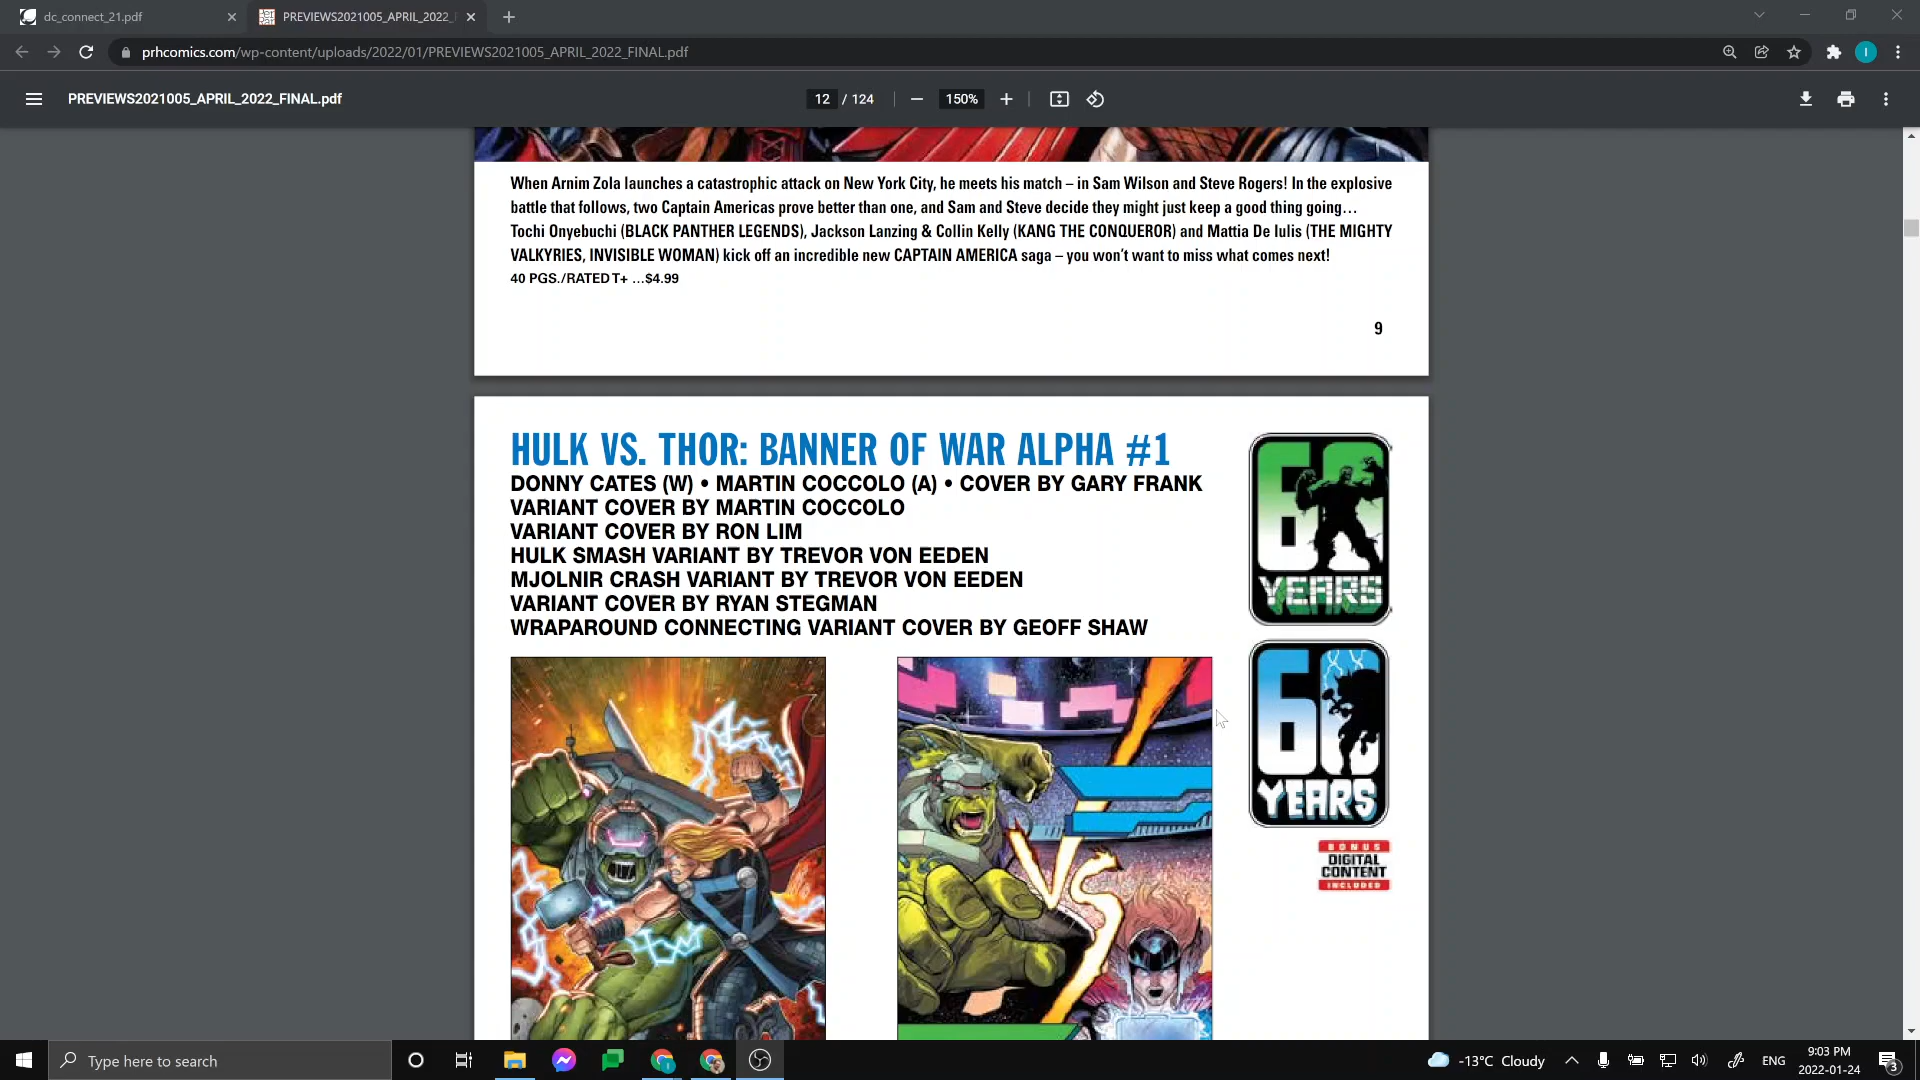 dc_connect_21.pdf
PREVIEWS2021005_APRIL_2022_F
prhcomics.com/wp-content/uploads/2022/01/PREVIEWS2021005_APRIL_2022_FINAL.pdf
I
PREVIEWS2021005_APRIL_2022_FINAL.pdf
12 / 124
150%
When Arnim Zola launches a catastrophic attack on New York City, he meets his match – in Sam Wilson and Steve Rogers! In the explosive
battle that follows, two Captain Americas prove better than one, and Sam and Steve decide they might just keep a good thing going…
Tochi Onyebuchi (BLACK PANTHER LEGENDS), Jackson Lanzing & Collin Kelly (KANG THE CONQUEROR) and Mattia De Iulis (THE MIGHTY
VALKYRIES, INVISIBLE WOMAN) kick off an incredible new CAPTAIN AMERICA saga – you won't want to miss what comes next!
40 PGS./RATED T+ …$4.99
9
HULK VS. THOR: BANNER OF WAR ALPHA #1
DONNY CATES (W) • MARTIN COCCOLO (A) • COVER BY GARY FRANK
VARIANT COVER BY MARTIN COCCOLO
VARIANT COVER BY RON LIM
HULK SMASH VARIANT BY TREVOR VON EEDEN
MJOLNIR CRASH VARIANT BY TREVOR VON EEDEN
VARIANT COVER BY RYAN STEGMAN
WRAPAROUND CONNECTING VARIANT COVER BY GEOFF SHAW
60
YEARS
60
YEARS
BONUS
DIGITAL
CONTENT
INCLUDED
VS
Type here to search
-13°C Cloudy
ENG
9:03 PM
2022-01-24
3